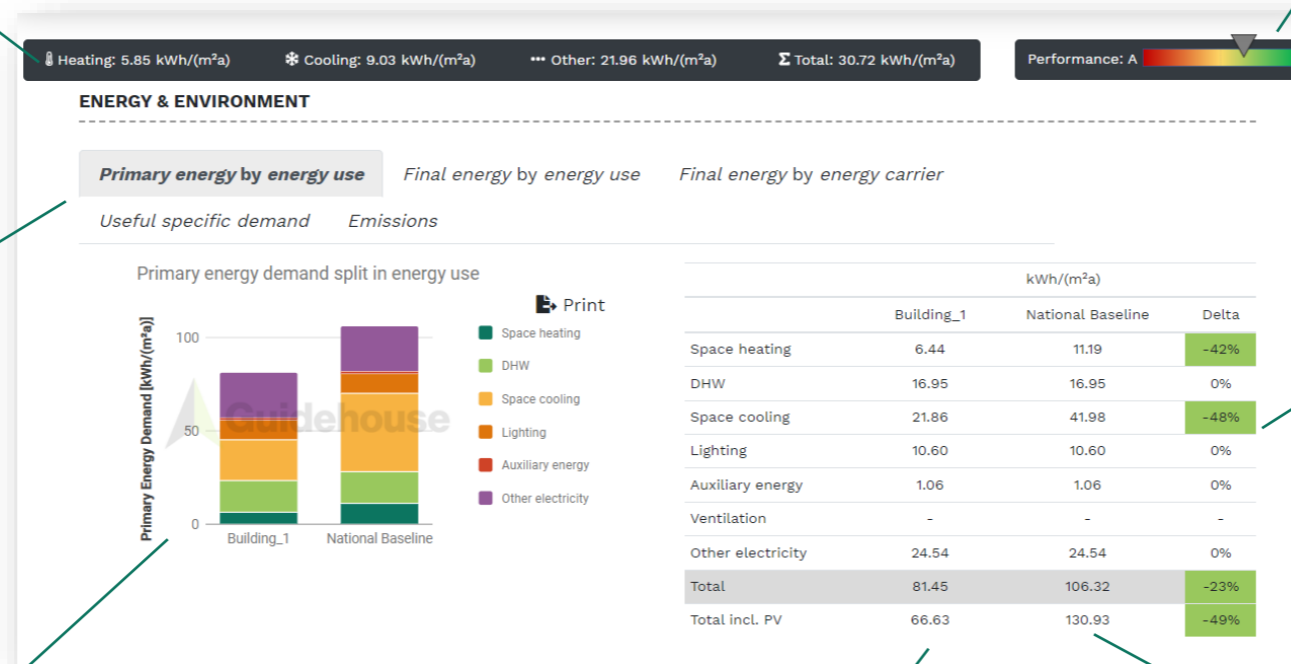 Heating: 5.85 kWh/(m²a) Cooling: 9.03 kWh/(m²a) ••• Other: 21.96 kWh/(m²a) Σ Total: 30.72 kWh/(m²a) Performance: A
ENERGY & ENVIRONMENT
Primary energy by energy use Final energy by energy use Final energy by energy carrier
Useful specific demand Emissions
Primary energy demand split in energy use
Print
Primary Energy Demand [kWh/(m²a)]
100
50
0
Building_1 National Baseline
Guidehouse
Space heating
DHW
Space cooling
Lighting
Auxiliary energy
Other electricity
kWh/(m²a)
Building_1 National Baseline Delta
Space heating 6.44 11.19 -42%
DHW 16.95 16.95 0%
Space cooling 21.86 41.98 -48%
Lighting 10.60 10.60 0%
Auxiliary energy 1.06 1.06 0%
Ventilation - - -
Other electricity 24.54 24.54 0%
Total 81.45 106.32 -23%
Total incl. PV 66.63 130.93 -49%